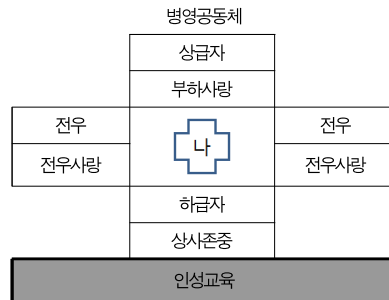 병영공동체
상급자
부하사랑
전우 나 전우
전우사랑 전우사랑
하급자
상사존중
인성교육